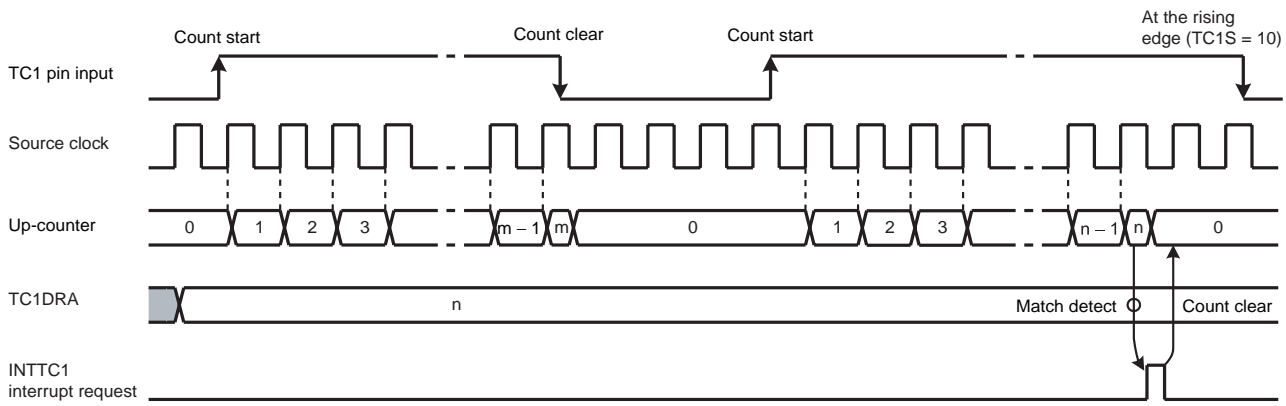 At the rising
edge (TC1S = 10)
Count start
Count clear
Count start
TC1 pin input
Source clock
Up-counter
0
1
2
3
m – 1
m
0
1
2
3
n – 1
n
0
TC1DRA
n
Match detect
Count clear
INTTC1
interrupt request